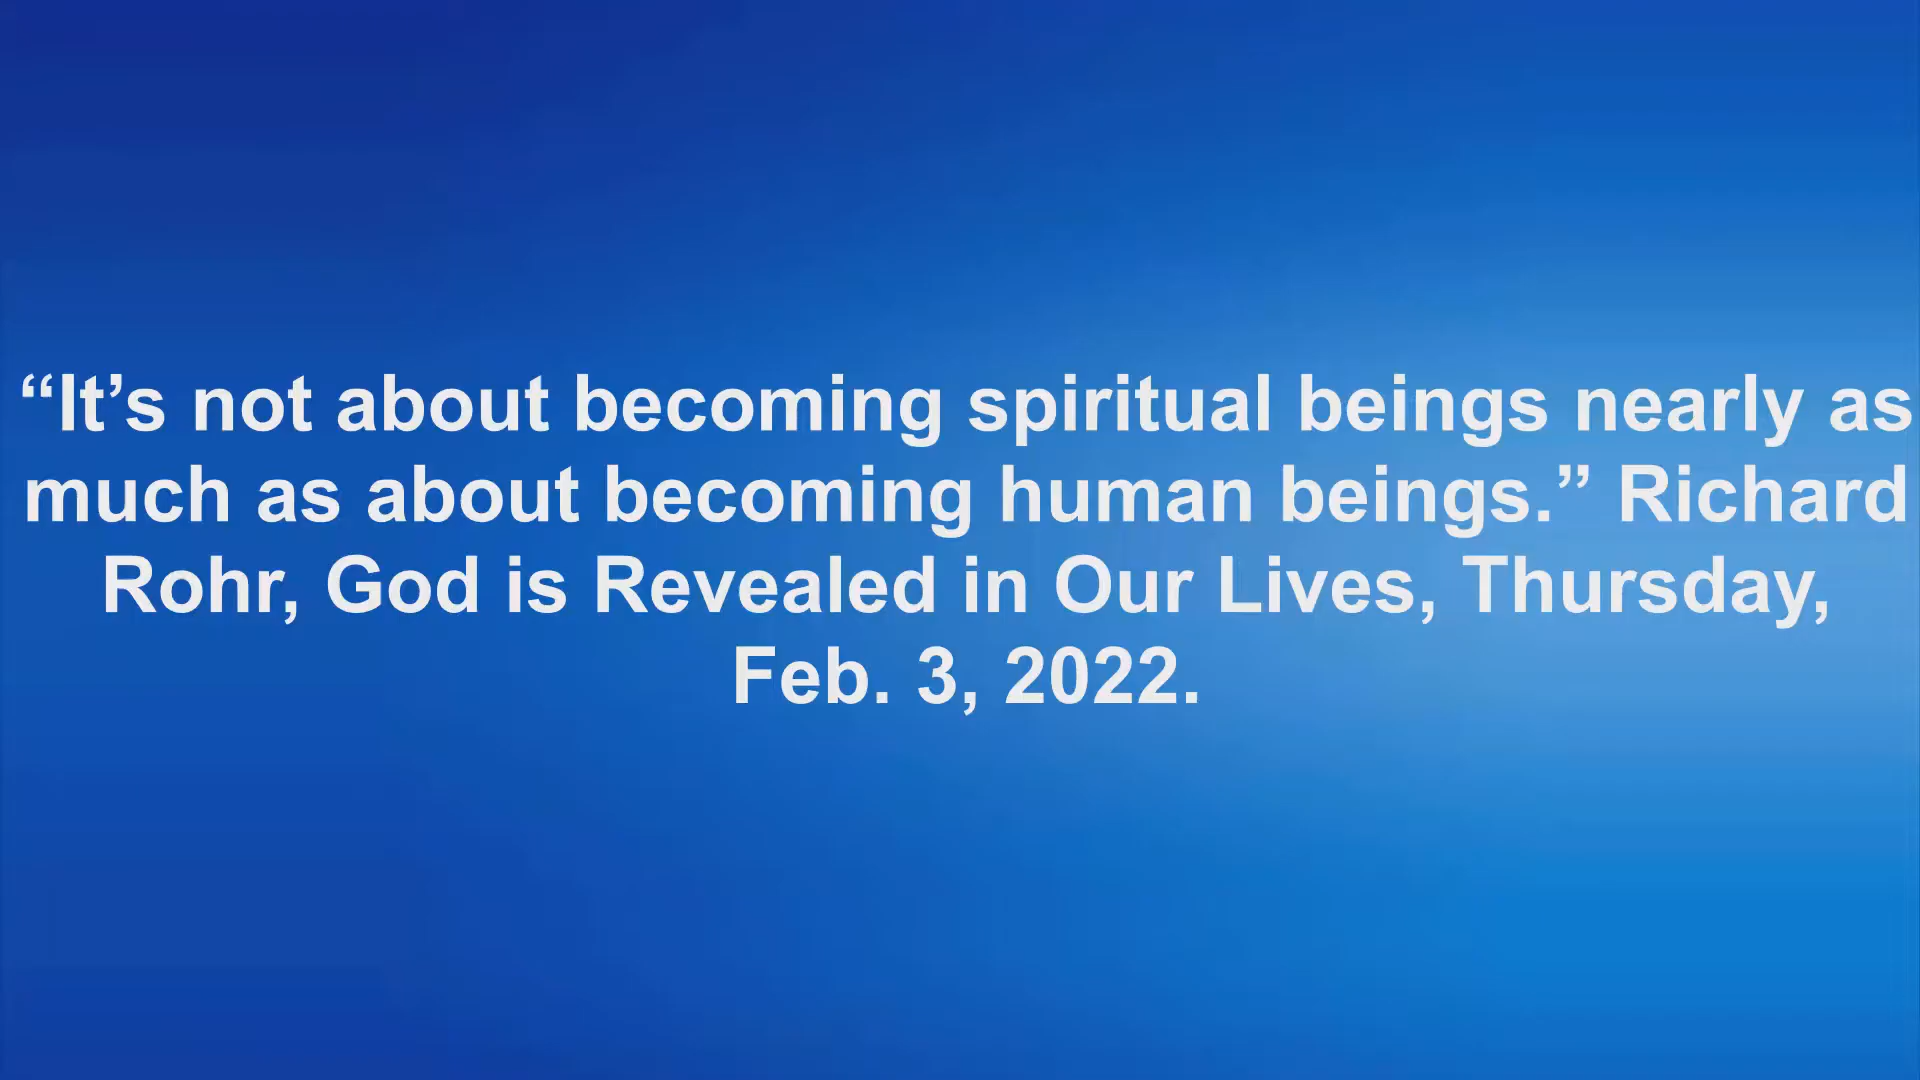 “It’s not about becoming spiritual beings nearly as
much as about becoming human beings.” Richard
Rohr, God is Revealed in Our Lives, Thursday,
Feb. 3, 2022.